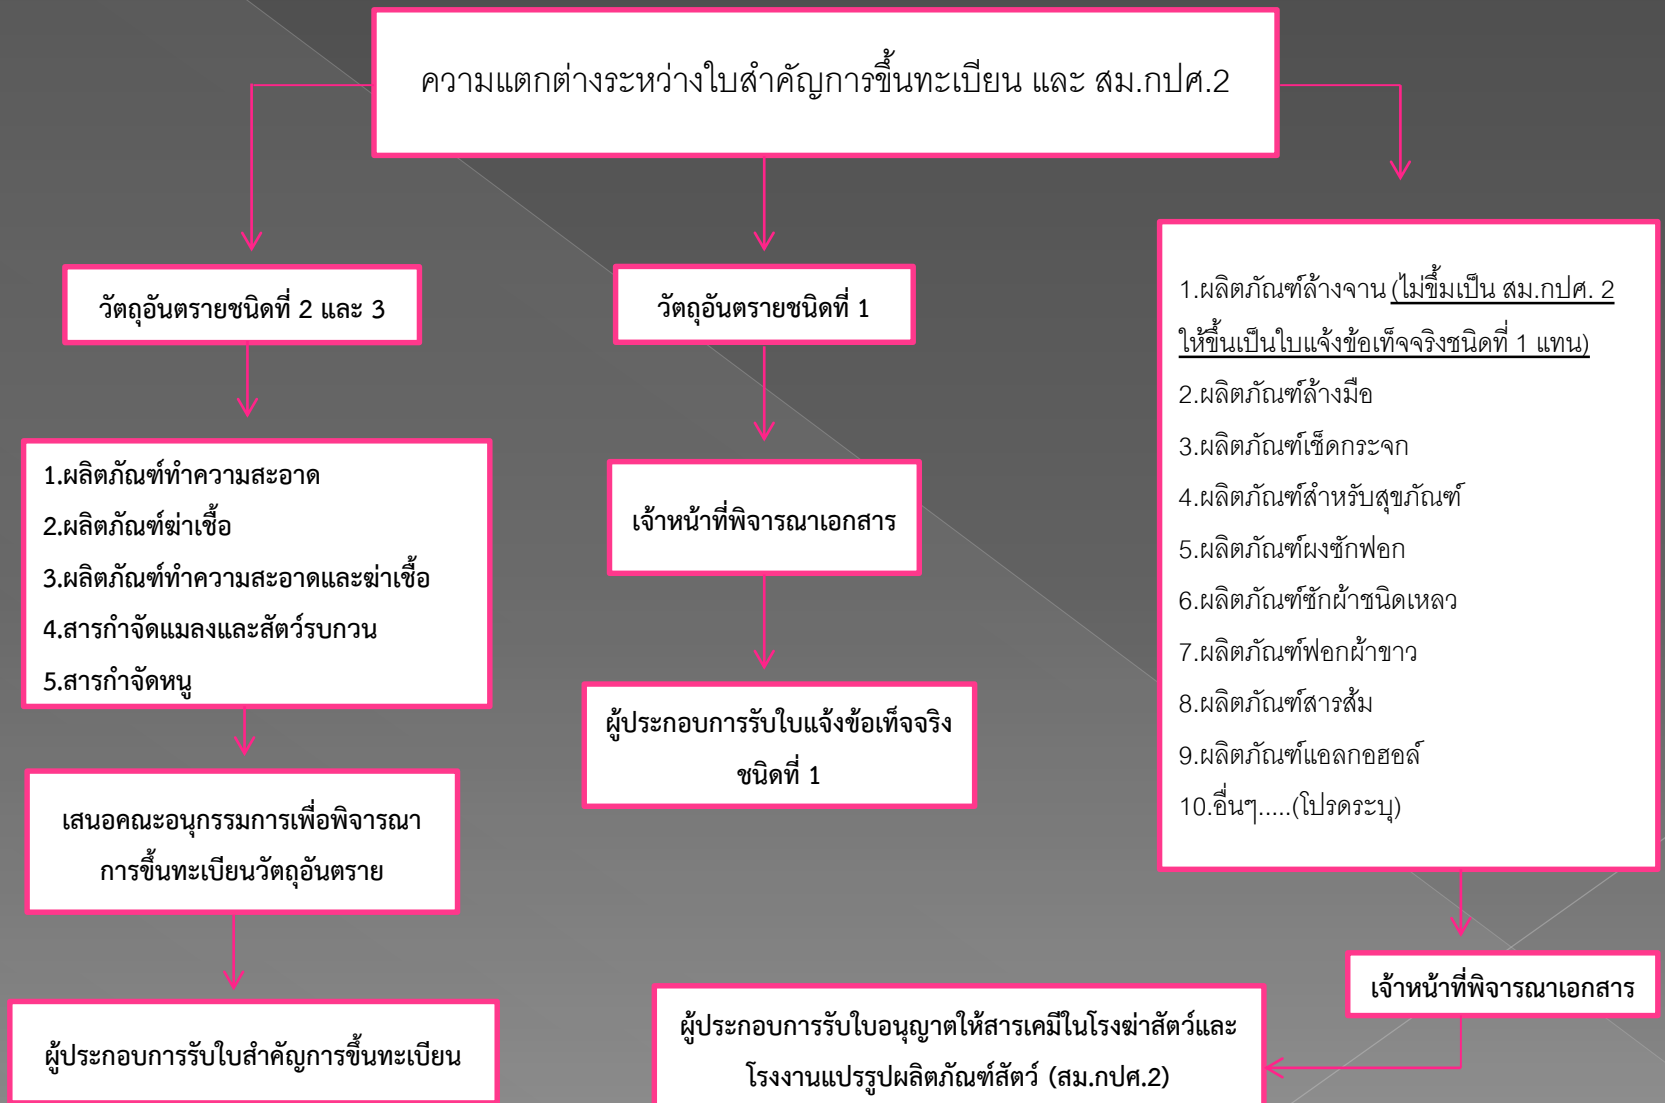 ความแตกต่างระหว่างใบสำคัญการขึ้นทะเบียน และ สม.กปศ.2
วัตถุอันตรายชนิดที่ 2 และ 3
1.ผลิตภัณฑ์ทำความสะอาด
2.ผลิตภัณฑ์ฆ่าเชื้อ
3.ผลิตภัณฑ์ทำความสะอาดและฆ่าเชื้อ
4.สารกำจัดแมลงและสัตว์รบกวน
5.สารกำจัดหนู
เสนอคณะอนุกรรมการเพื่อพิจารณา
การขึ้นทะเบียนวัตถุอันตราย
ผู้ประกอบการรับใบสำคัญการขึ้นทะเบียน
วัตถุอันตรายชนิดที่ 1
เจ้าหน้าที่พิจารณาเอกสาร
ผู้ประกอบการรับใบแจ้งข้อเท็จจริง
ชนิดที่ 1
1.ผลิตภัณฑ์ล้างจาน (ไม่ขึ้มเป็น สม.กปศ. 2
ให้ขึ้นเป็นใบแจ้งข้อเท็จจริงชนิดที่ 1 แทน)
2.ผลิตภัณฑ์ล้างมือ
3.ผลิตภัณฑ์เช็ดกระจก
4.ผลิตภัณฑ์สำหรับสุขภัณฑ์
5.ผลิตภัณฑ์ผงซักฟอก
6.ผลิตภัณฑ์ซักผ้าชนิดเหลว
7.ผลิตภัณฑ์ฟอกผ้าขาว
8.ผลิตภัณฑ์สารส้ม
9.ผลิตภัณฑ์แอลกอฮอล์
10.อื่นๆ.....(โปรดระบุ)
เจ้าหน้าที่พิจารณาเอกสาร
ผู้ประกอบการรับใบอนุญาตให้สารเคมีในโรงฆ่าสัตว์และ
โรงงานแปรรูปผลิตภัณฑ์สัตว์ (สม.กปศ.2)